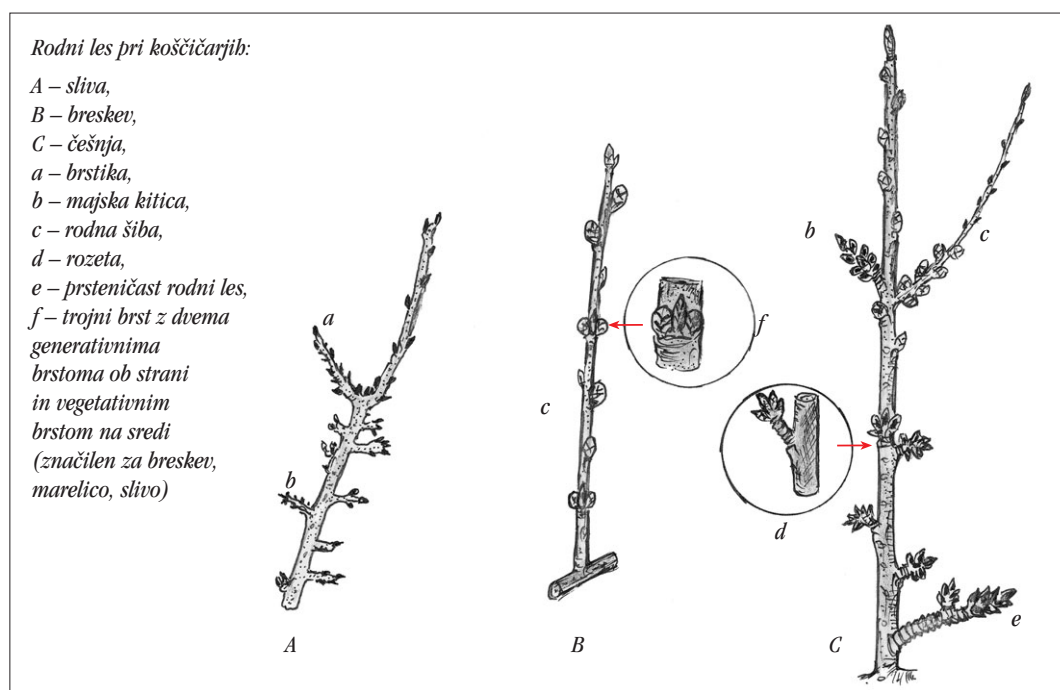 Rodni les pri koščičarjih:
A – sliva,
B – breskev,
C – češnja,
a – brstika,
b – majska kitica,
c – rodna šiba,
d – rozeta,
e – prsteničast rodni les,
f – trojni brst z dvema
generativnima
brstoma ob strani
in vegetativnim
brstom na sredi
(značilen za breskev,
marelico, slivo)
a
b
A
c
f
B
b
c
d
e
C